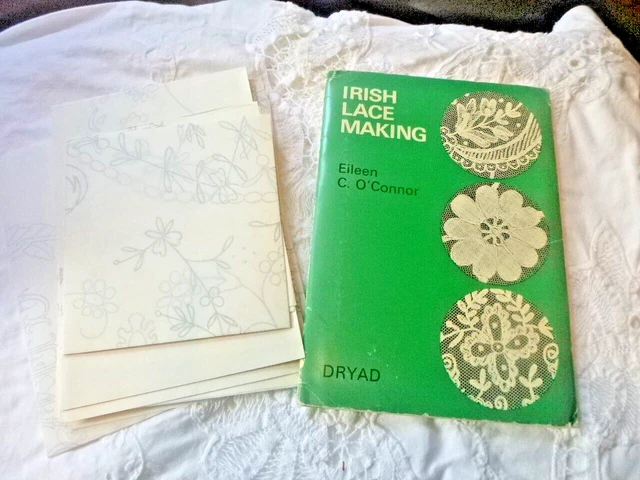 IRISH
LACE
MAKING
Eileen
C. O'Connor
DRYAD